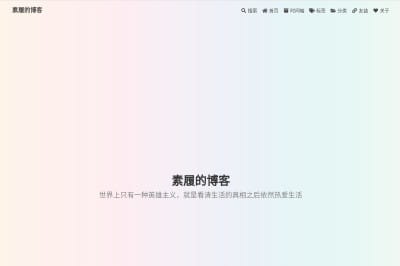 素履的博客
搜索 首页 时间轴 标签 分类 友链 关于
素履的博客
世界上只有一种英雄主义，就是看清生活的真相之后依然热爱生活